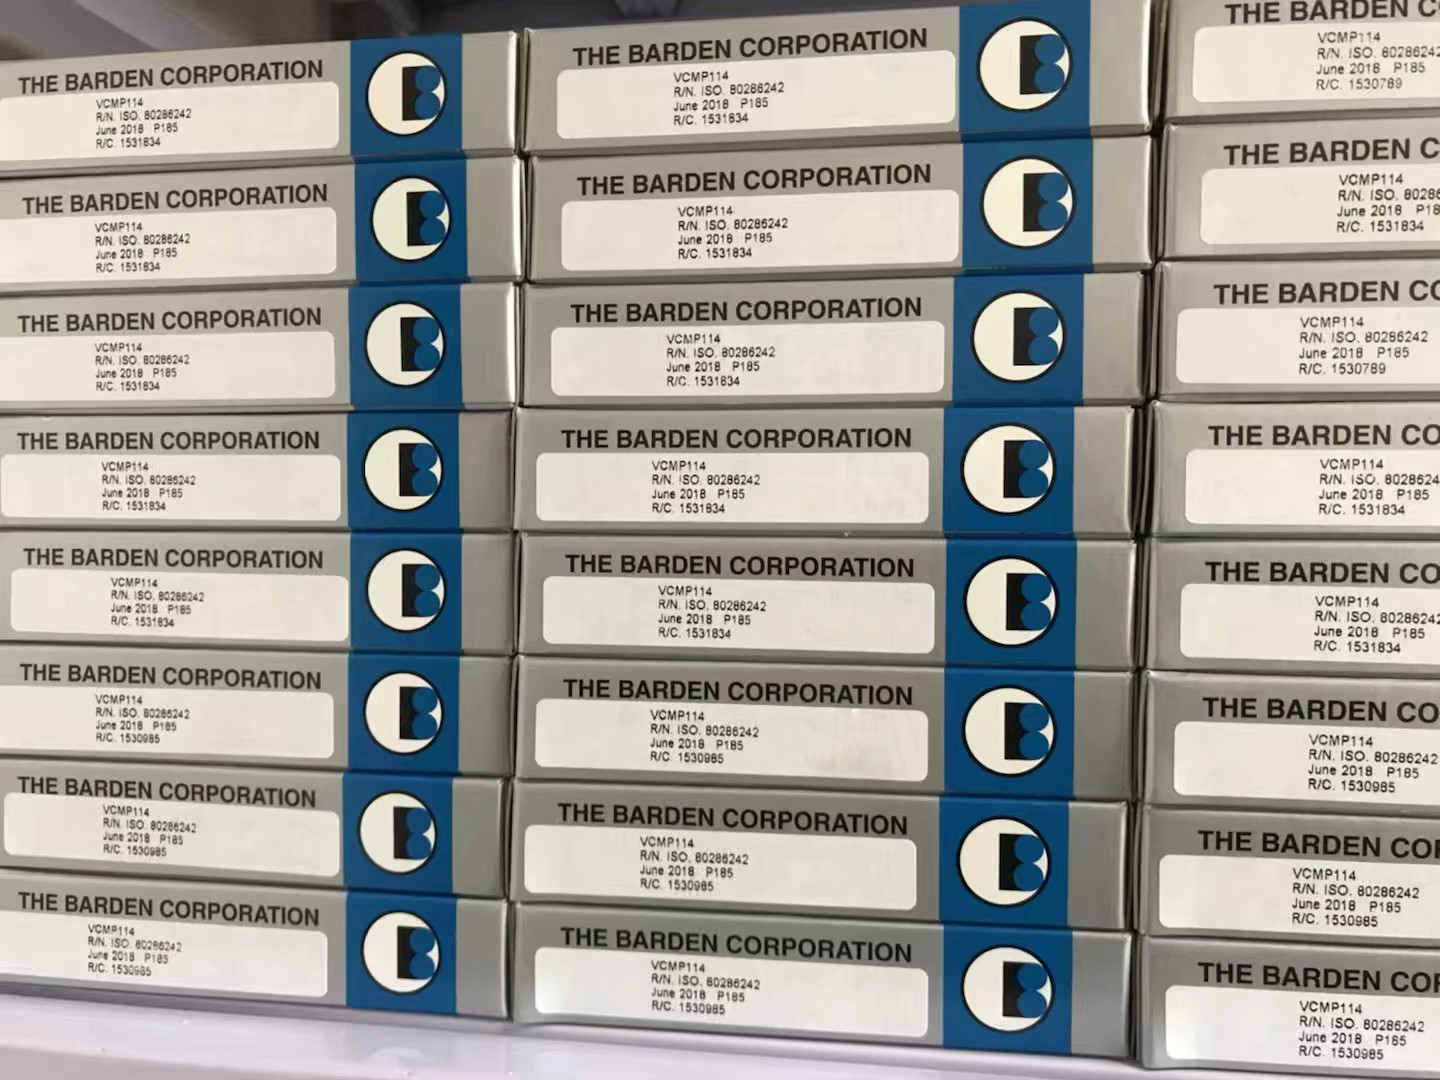 THE BARDEN CORPORATION
VCMP114
R/N. ISO. 80286242
June 2018 P185
R/C. 1531834
THE BARDEN CORPORATION
VCMP114
R/N. ISO. 80286242
June 2018 P185
R/C. 1531834
THE BARDEN CORPORATION
VCMP114
R/N. ISO. 80286242
June 2018 P185
R/C. 1531834
THE BARDEN CORPORATION
VCMP114
R/N. ISO. 80286242
June 2018 P185
R/C. 1531834
THE BARDEN CORPORATION
VCMP114
R/N. ISO. 80286242
June 2018 P185
R/C. 1531834
THE BARDEN CORPORATION
VCMP114
R/N. ISO. 80286242
June 2018 P185
R/C. 1530985
THE BARDEN CORPORATION
VCMP114
R/N. ISO. 80286242
June 2018 P185
R/C. 1530985
THE BARDEN CORPORATION
VCMP114
R/N. ISO. 80286242
June 2018 P185
R/C. 1530985
THE BARDEN CORPORATION
VCMP114
R/N. ISO. 80286242
June 2018 P185
R/C. 1531834
THE BARDEN CORPORATION
VCMP114
R/N. ISO. 80286242
June 2018 P185
R/C. 1531834
THE BARDEN CORPORATION
VCMP114
R/N. ISO. 80286242
June 2018 P185
R/C. 1531834
THE BARDEN CORPORATION
VCMP114
R/N. ISO. 80286242
June 2018 P185
R/C. 1531834
THE BARDEN CORPORATION
VCMP114
R/N. ISO. 80286242
June 2018 P185
R/C. 1531834
THE BARDEN CORPORATION
VCMP114
R/N. ISO. 80286242
June 2018 P185
R/C. 1530985
THE BARDEN CORPORATION
VCMP114
R/N. ISO. 80286242
June 2018 P185
R/C. 1530985
THE BARDEN CORPORATION
VCMP114
R/N. ISO. 80286242
June 2018 P185
R/C. 1530985
THE BARDEN C
VCMP114
R/N. ISO. 8028624
June 2018 P185
R/C. 1530789
THE BARDEN C
VCMP114
R/N. ISO. 80286
June 2018 P18
R/C. 1531834
THE BARDEN CO
VCMP114
R/N. ISO. 80286242
June 2018 P185
R/C. 1530789
THE BARDEN CO
VCMP114
R/N. ISO. 8028624
June 2018 P185
R/C. 1531834
THE BARDEN CO
VCMP114
R/N. ISO. 80286242
June 2018 P185
R/C. 1531834
THE BARDEN CO
VCMP114
R/N. ISO. 80286242
June 2018 P185
R/C. 1530985
THE BARDEN COR
VCMP114
R/N. ISO. 80286242
June 2018 P185
R/C. 1530985
THE BARDEN COR
VCMP114
R/N. ISO. 80286242
June 2018 P185
R/C. 1530985